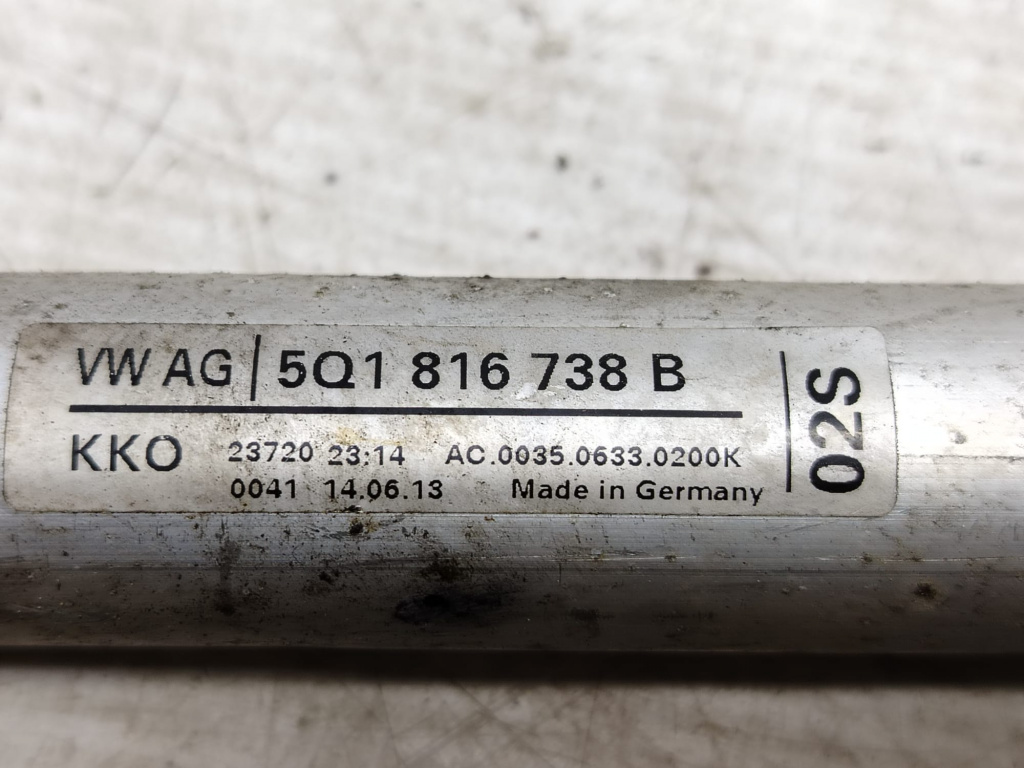 VW AG | 5Q1 816 738 B
KKO 23720 23:14 AC.0035.0633.0200K
0041 14.06.13 Made in Germany
02S